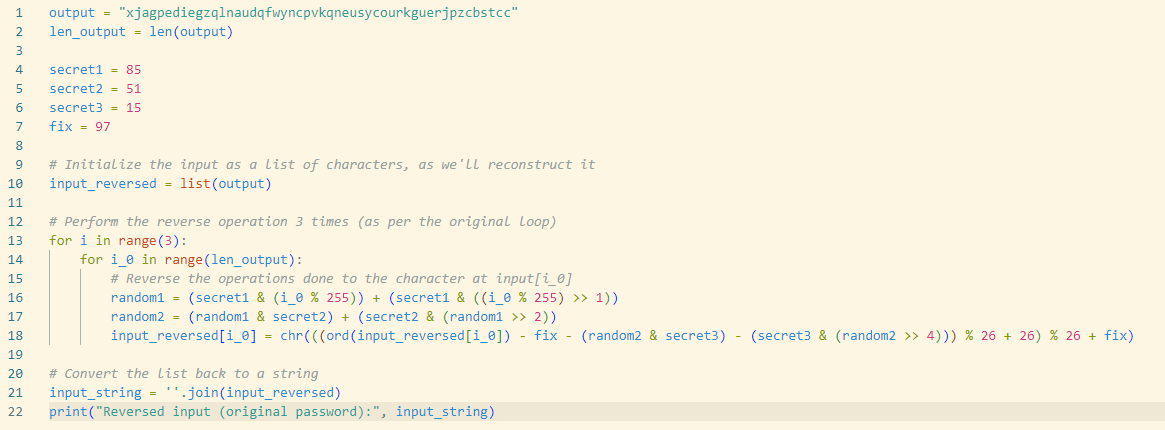 1 output = "xjagpediegzqlnaudqfwyncpvkqneusycourkguerjpzcbstcc"
2 len_output = len(output)
3
4 secret1 = 85
5 secret2 = 51
6 secret3 = 15
7 fix = 97
8
9 # Initialize the input as a list of characters, as we'll reconstruct it
10 input_reversed = list(output)
11
12 # Perform the reverse operation 3 times (as per the original loop)
13 for i in range(3):
14     for i_0 in range(len_output):
15         # Reverse the operations done to the character at input[i_0]
16         random1 = (secret1 & (i_0 % 255)) + (secret1 & ((i_0 % 255) >> 1))
17         random2 = (random1 & secret2) + (secret2 & (random1 >> 2))
18         input_reversed[i_0] = chr(((ord(input_reversed[i_0]) - fix - (random2 & secret3) - (secret3 & (random2 >> 4))) % 26 + 26) % 26 + fix)
19
20 # Convert the list back to a string
21 input_string = ''.join(input_reversed)
22 print("Reversed input (original password):", input_string)